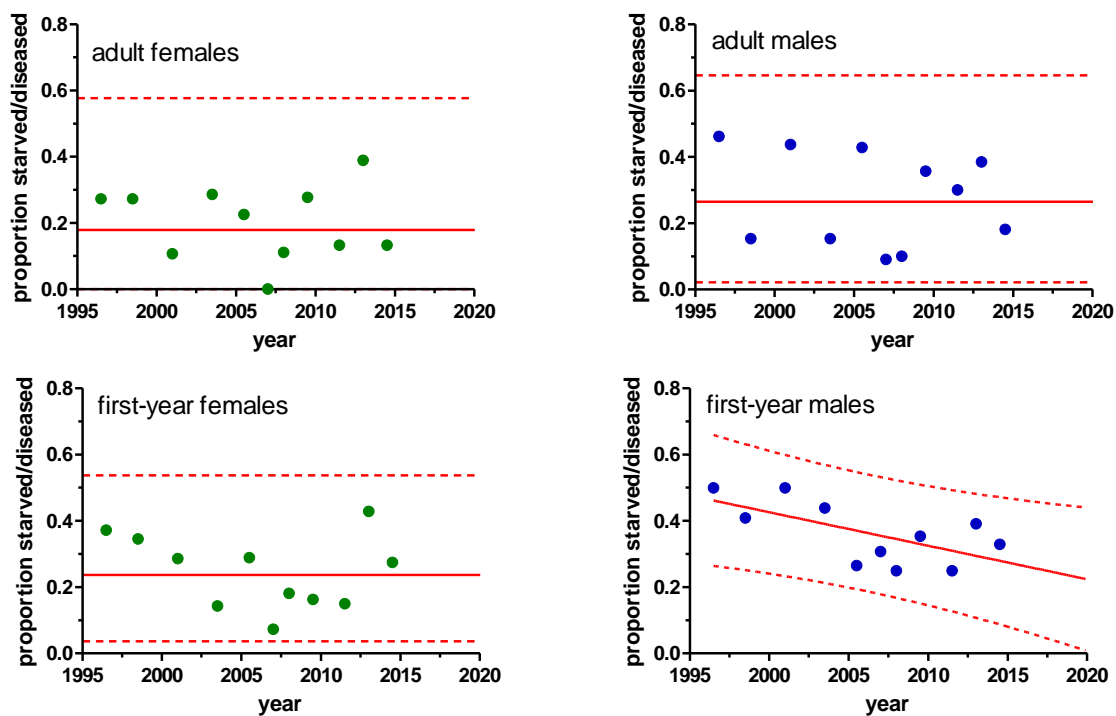 adult females
proportion starved/diseased
0.8
0.6
0.4
0.2
0.0
1995 2000 2005 2010 2015 2020
year
adult males
proportion starved/diseased
0.8
0.6
0.4
0.2
0.0
1995 2000 2005 2010 2015 2020
year
first-year females
proportion starved/diseased
0.8
0.6
0.4
0.2
0.0
1995 2000 2005 2010 2015 2020
year
first-year males
proportion starved/diseased
0.8
0.6
0.4
0.2
0.0
1995 2000 2005 2010 2015 2020
year